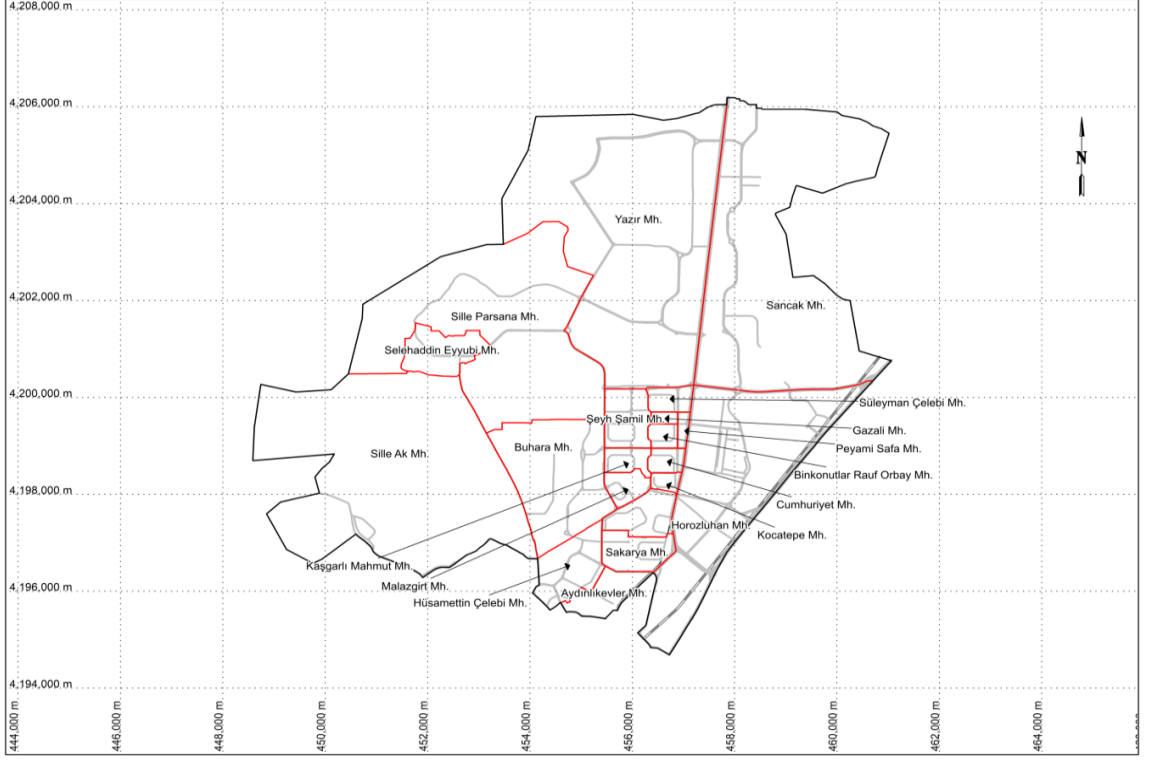 4,208,000 m
4,206,000 m
N
4,204,000 m
Yazır Mh.
4,202,000 m
Sancak Mh.
Sille Parsana Mh.
Selehaddin Eyyubi Mh.
4,200,000 m
Süleyman Çelebi Mh.
Şeyh Şamil Mh.
Gazali Mh.
Buhara Mh.
Peyami Safa Mh.
Sille Ak Mh.
Binkonutlar Rauf Orbay Mh.
4,198,000 m
Cumhuriyet Mh.
Horozluhan Mh.
Kocatepe Mh.
Sakarya Mh.
Kaşgarlı Mahmut Mh.
4,196,000 m
Malazgirt Mh.
Aydınlıkevler Mh.
Hüsamettin Çelebi Mh.
4,194,000 m
444,000 m
446,000 m
448,000 m
450,000 m
452,000 m
454,000 m
456,000 m
458,000 m
460,000 m
462,000 m
464,000 m